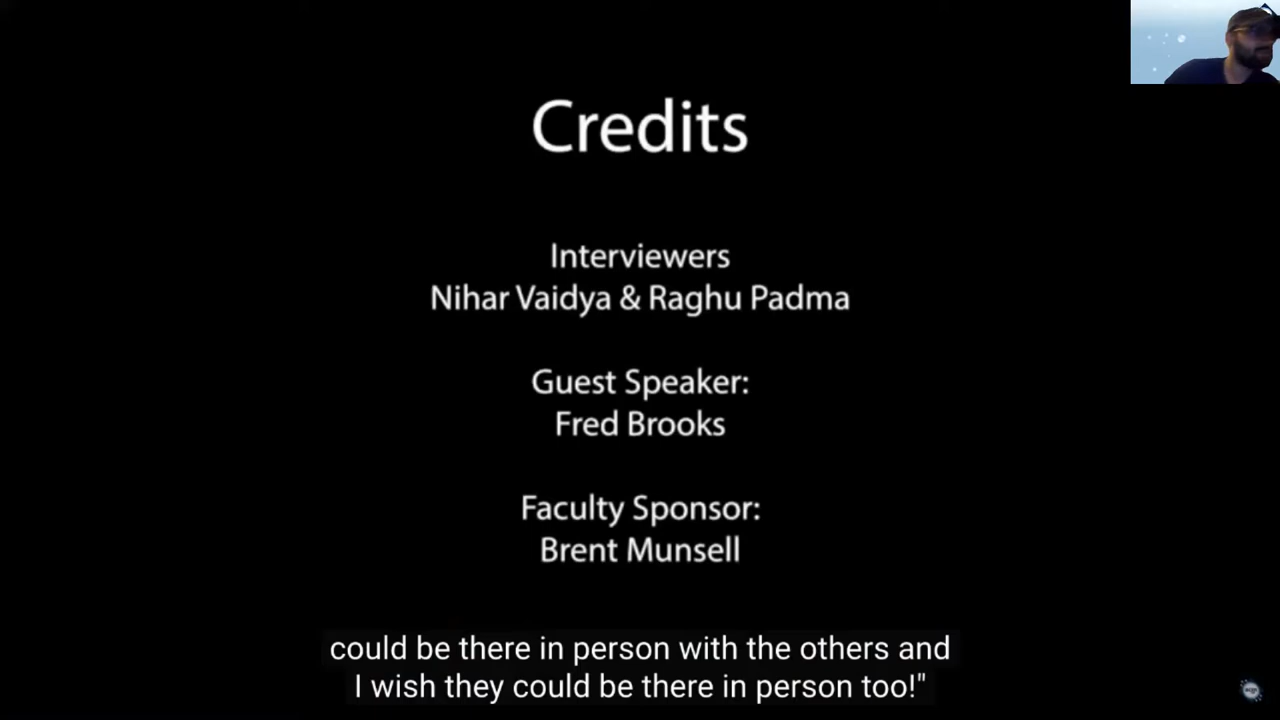 Credits
Interviewers
Nihar Vaidya & Raghu Padma
Guest Speaker:
Fred Brooks
Faculty Sponsor:
Brent Munsell
could be there in person with the others and
I wish they could be there in person too!"